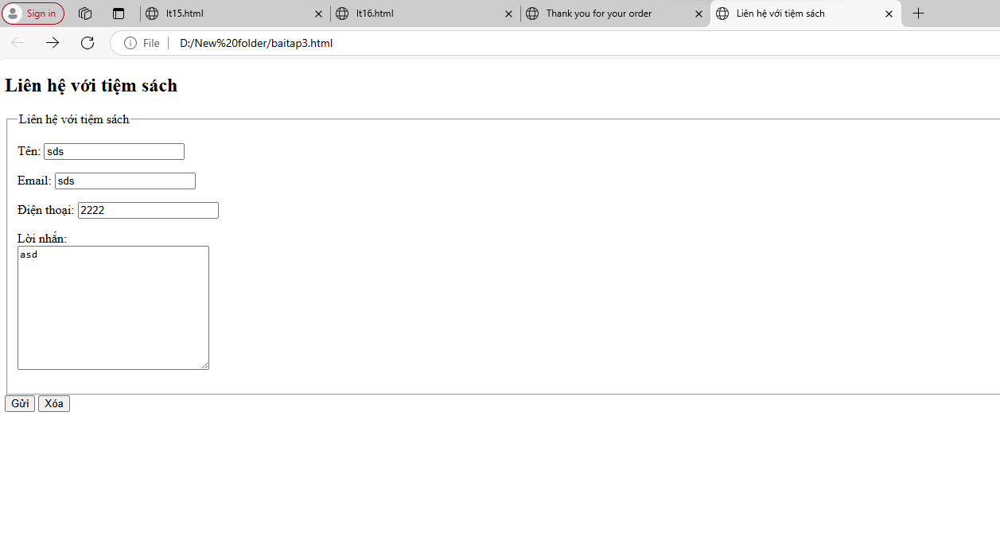 Sign in
lt15.html
lt16.html
Thank you for your order
Liên hệ với tiệm sách
File
D:/New%20folder/baitap3.html
Liên hệ với tiệm sách
Liên hệ với tiệm sách
Tên: sds
Email: sds
Điện thoại: 2222
Lời nhắn:
asd
Gửi Xóa